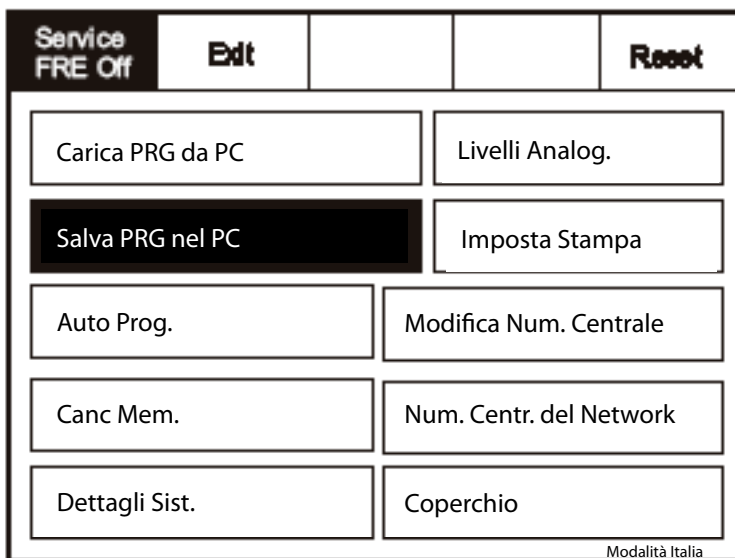 Service
FRE Off
Exit
Reset
Carica PRG da PC
Livelli Analog.
Salva PRG nel PC
Imposta Stampa
Auto Prog.
Modifica Num. Centrale
Canc Mem.
Num. Centr. del Network
Dettagli Sist.
Coperchio
Modalità Italia